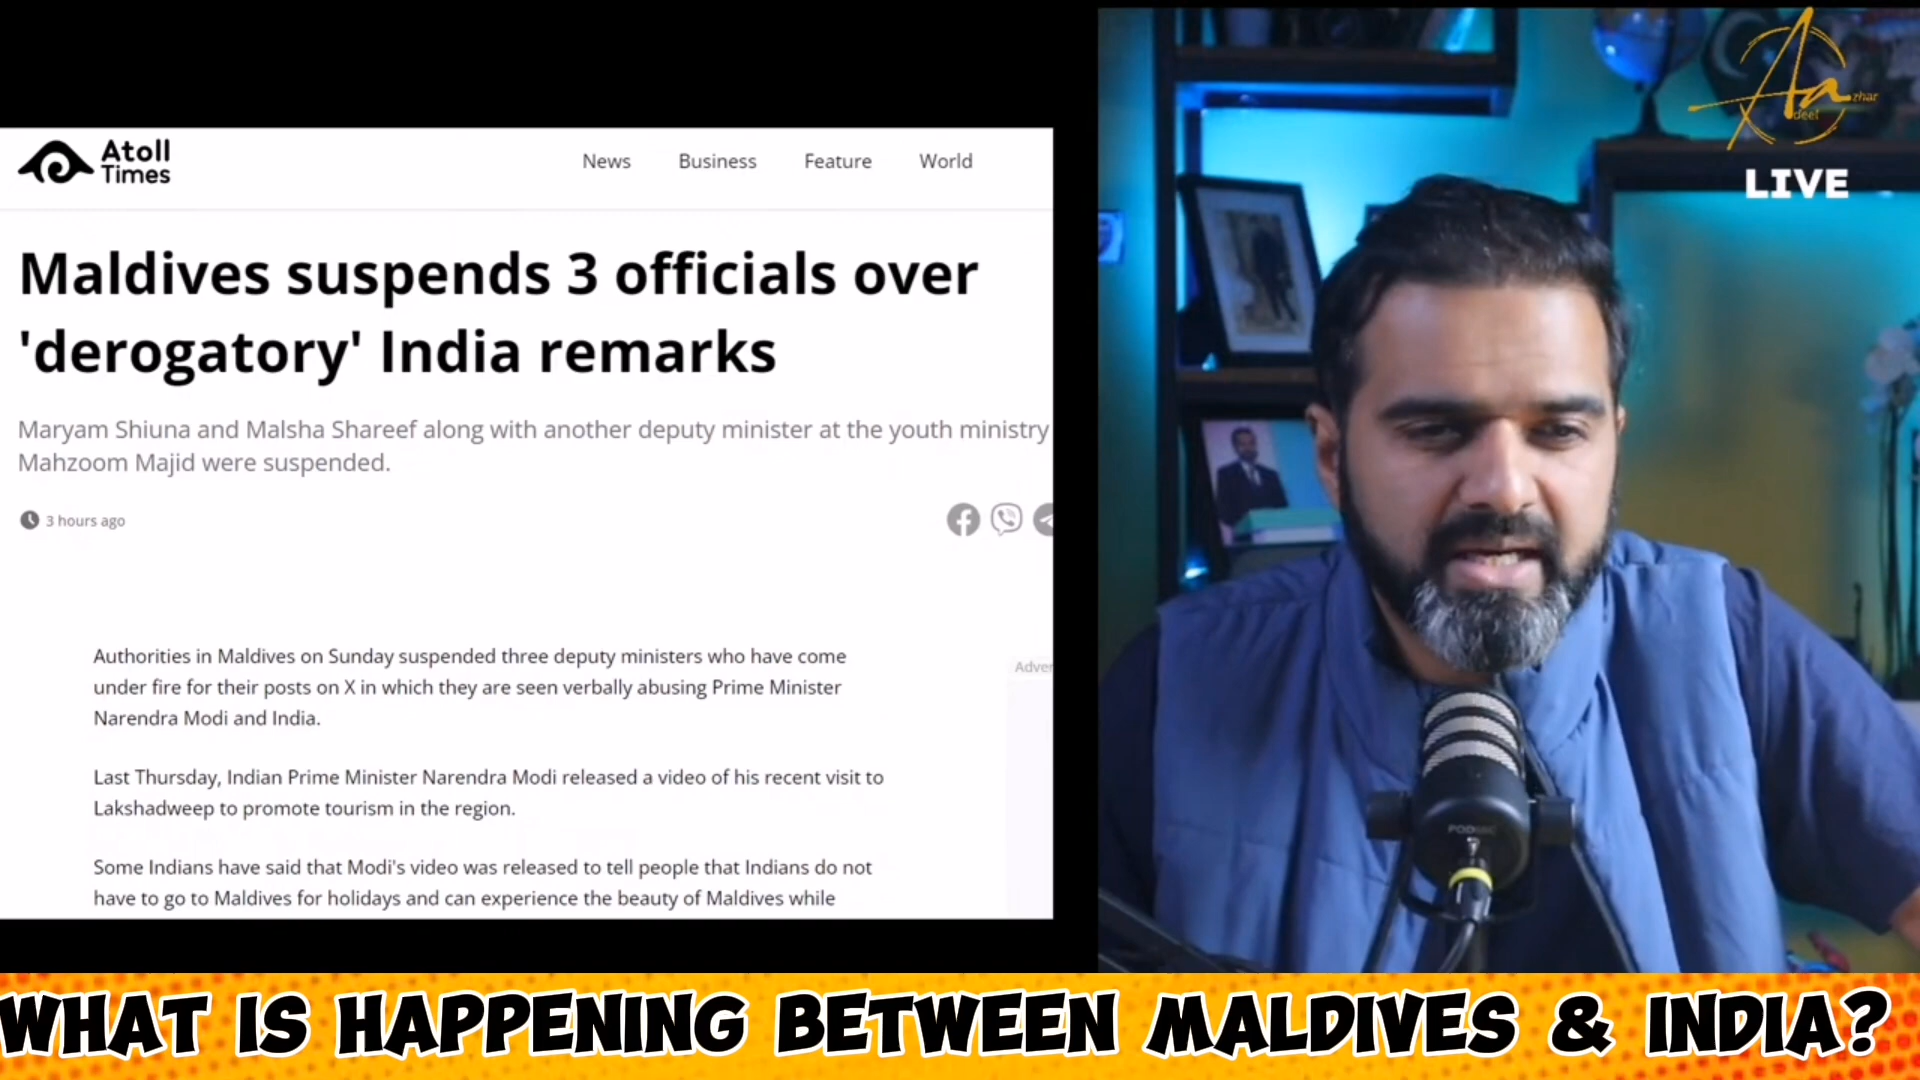 Atoll
Times
News Business Feature World
Maldives suspends 3 officials over
'derogatory' India remarks
Maryam Shiuna and Malsha Shareef along with another deputy minister at the youth ministry
Mahzoom Majid were suspended.
3 hours ago
Authorities in Maldives on Sunday suspended three deputy ministers who have come
under fire for their posts on X in which they are seen verbally abusing Prime Minister
Narendra Modi and India.
Adver
Last Thursday, Indian Prime Minister Narendra Modi released a video of his recent visit to
Lakshadweep to promote tourism in the region.
Some Indians have said that Modi's video was released to tell people that Indians do not
have to go to Maldives for holidays and can experience the beauty of Maldives while
Aa
zhar
deel
LIVE
WHAT IS HAPPENING BETWEEN MALDIVES & INDIA?